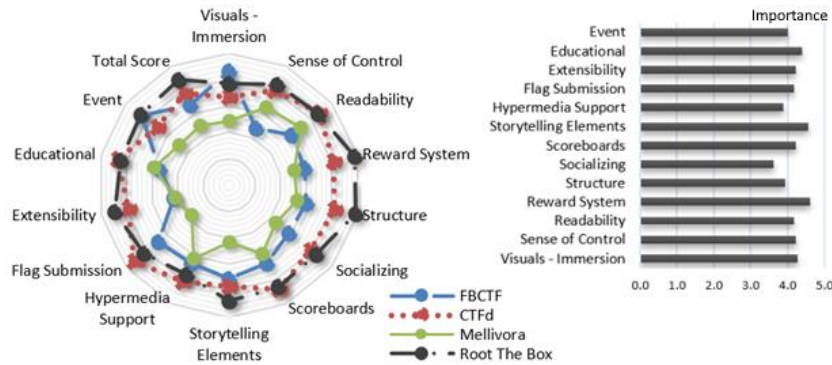 Visuals -
Immersion
Total Score
Sense of Control
Event
Readability
Educational
Reward System
Extensibility
Structure
Flag Submission
Socializing
Hypermedia
Support
Scoreboards
Storytelling
Elements
FBCTF
CTFd
Mellivora
Root The Box
Importance
Event
Educational
Extensibility
Flag Submission
Hypermedia Support
Storytelling Elements
Scoreboards
Socializing
Structure
Reward System
Readability
Sense of Control
Visuals - Immersion
0.0 1.0 2.0 3.0 4.0 5.0